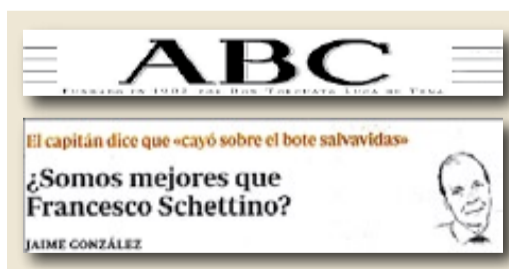 ABC
FUNDADO EN 1903 POR DON TORCUATO LUCA DE TENA
El capitán dice que «cayó sobre el bote salvavidas»
¿Somos mejores que
Francesco Schettino?
JAIME GONZÁLEZ